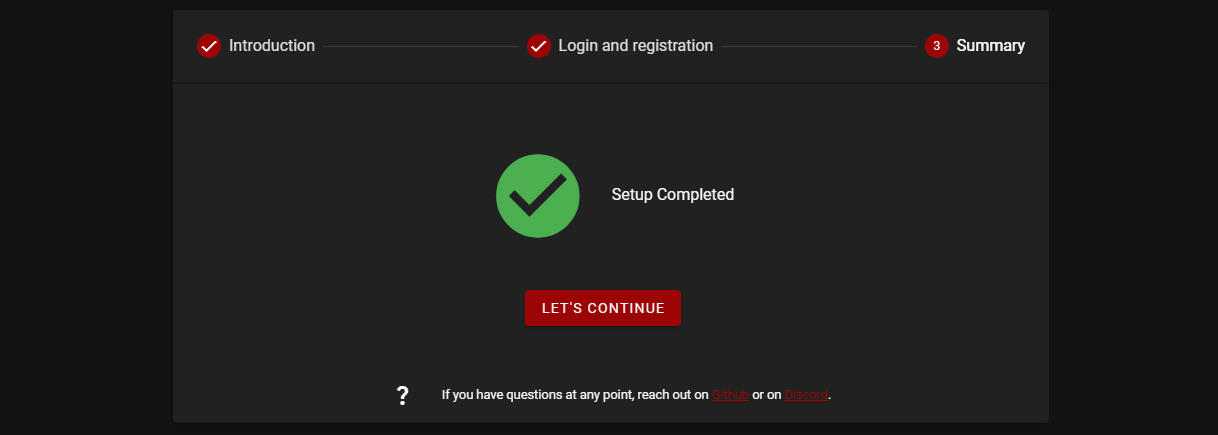 Introduction
Login and registration
3 Summary
Setup Completed
LET'S CONTINUE
? If you have questions at any point, reach out on Github or on Discord.